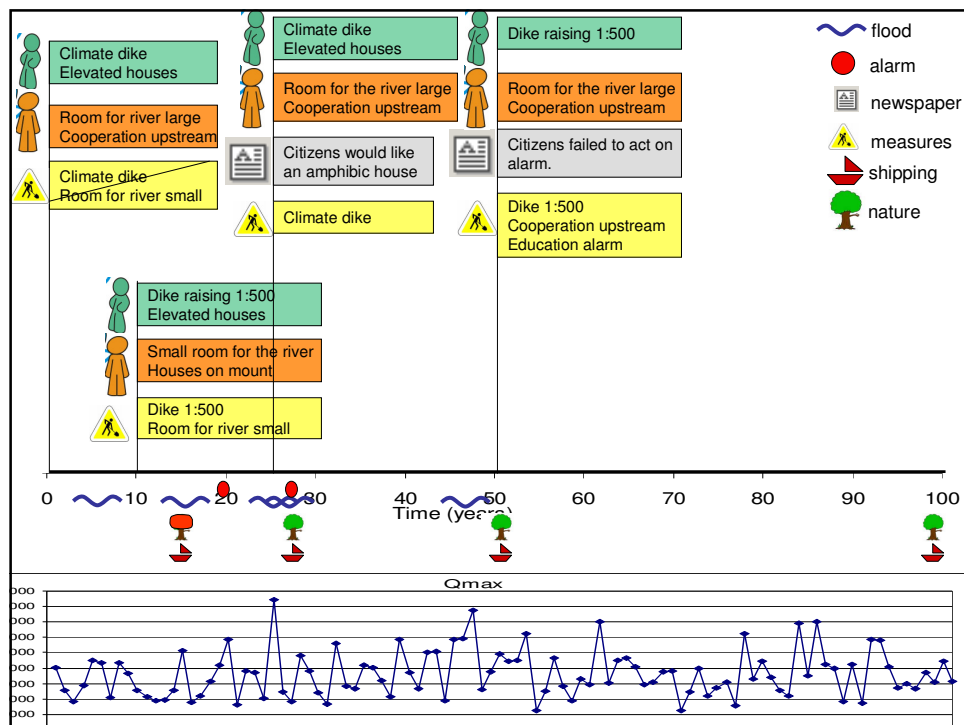 Climate dike
Elevated houses
Room for river large
Cooperation upstream
Climate dike
Room for river small
Climate dike
Elevated houses
Room for the river large
Cooperation upstream
Citizens would like
an amphibic house
Climate dike
Dike raising 1:500
Room for the river large
Cooperation upstream
Citizens failed to act on
alarm.
Dike 1:500
Cooperation upstream
Education alarm
flood
alarm
newspaper
measures
shipping
nature
Dike raising 1:500
Elevated houses
Small room for the river
Houses on mount
Dike 1:500
Room for river small
0 10 20 30 40 50 60 70 80 90 100
Time (years)
Qmax